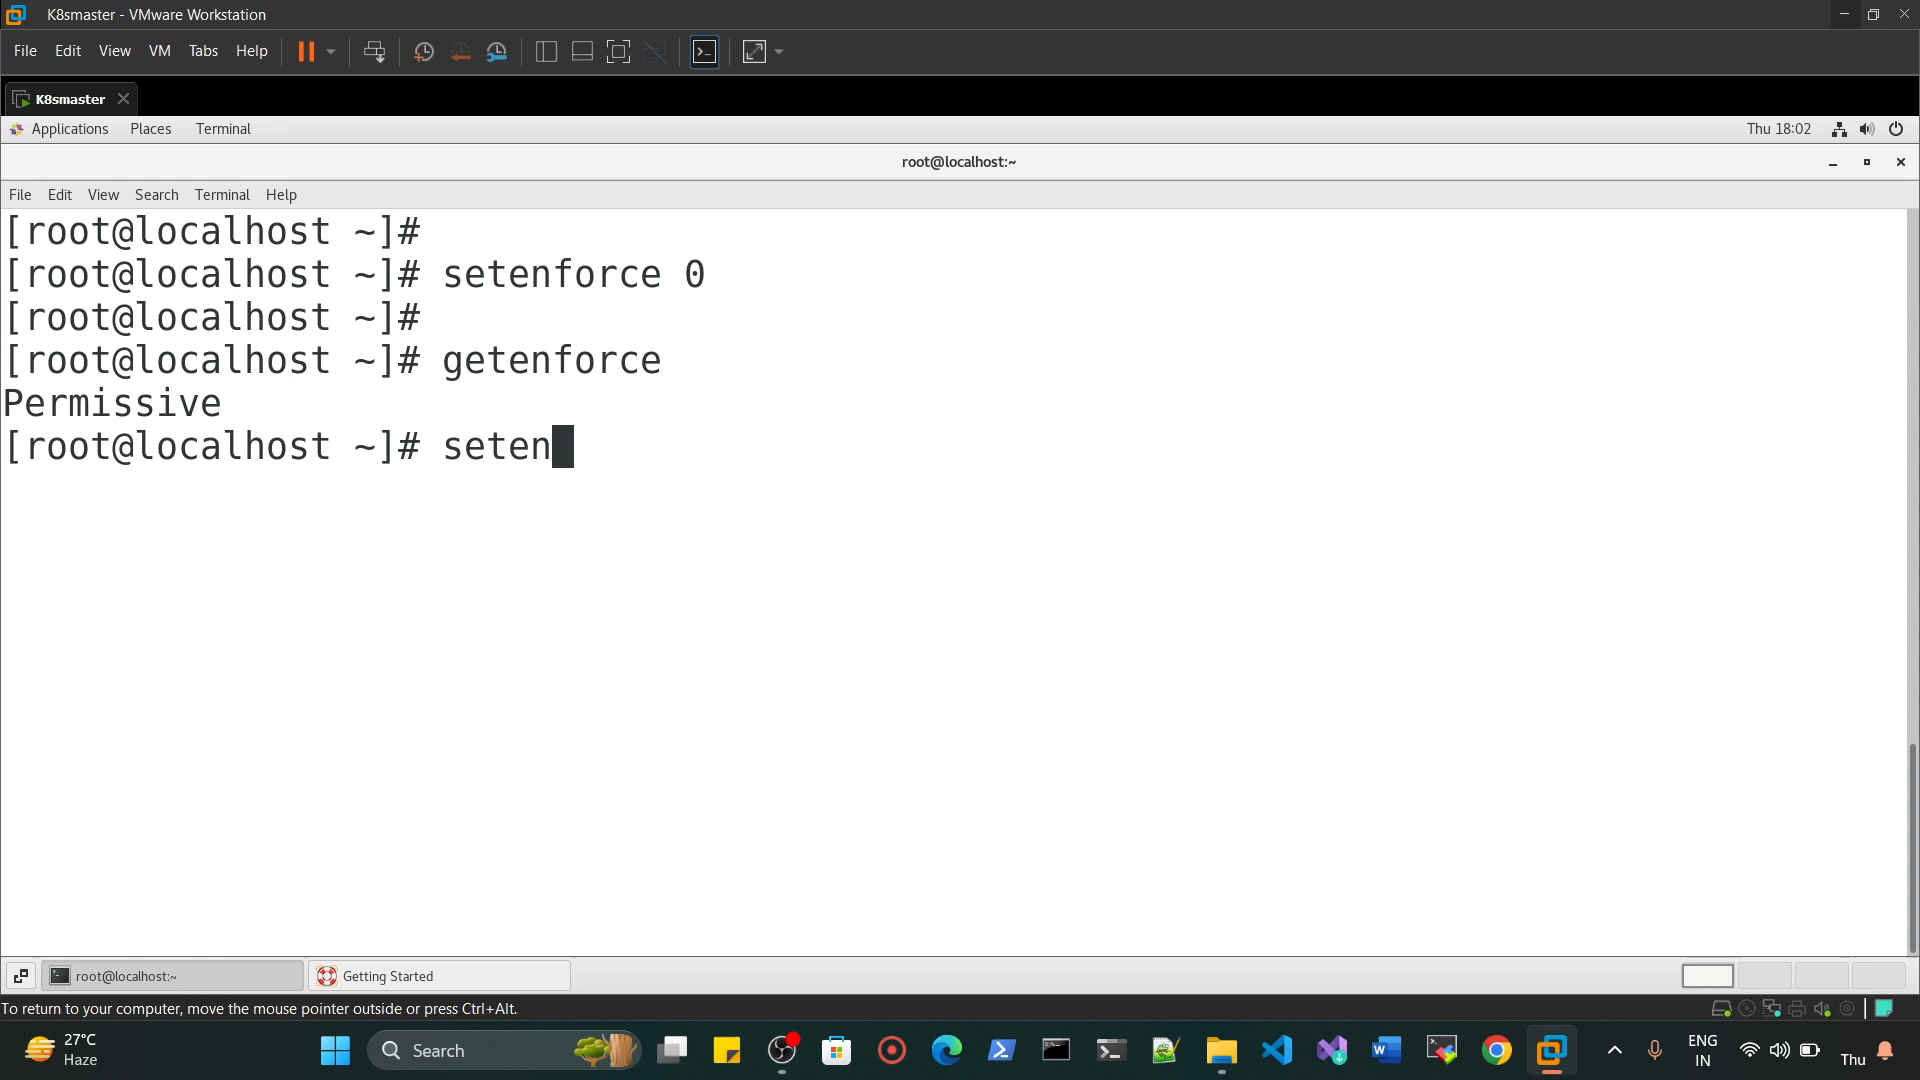 K8smaster - VMware Workstation
File Edit View VM Tabs Help
K8smaster
Applications Places Terminal Thu 18:02
root@localhost:~
File Edit View Search Terminal Help
[root@localhost ~]#
[root@localhost ~]# setenforce 0
[root@localhost ~]#
[root@localhost ~]# getenforce
Permissive
[root@localhost ~]# seten
root@localhost:~ Getting Started
To return to your computer, move the mouse pointer outside or press Ctrl+Alt.
27°C
Haze
Search
ENG
IN
Thu